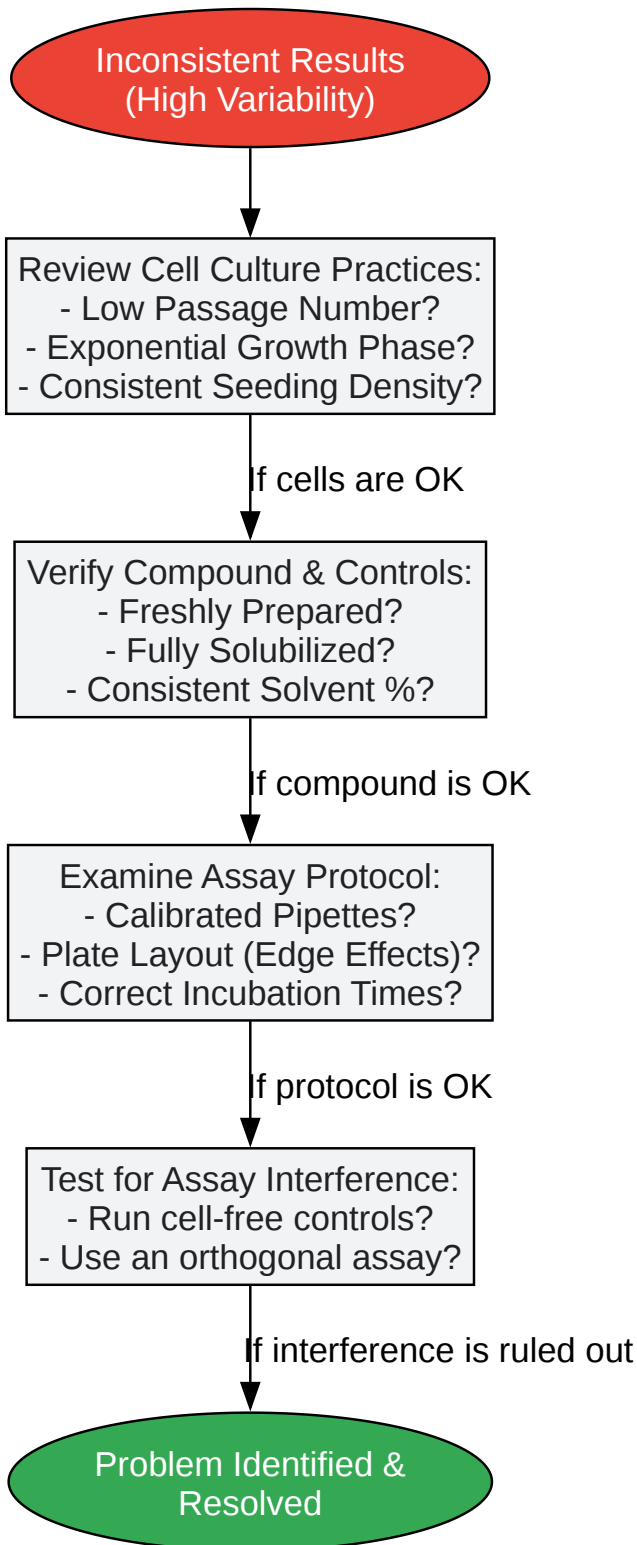 Inconsistent Results
(High Variability)
Review Cell Culture Practices:
- Low Passage Number?
- Exponential Growth Phase?
- Consistent Seeding Density?
If cells are OK
Verify Compound & Controls:
- Freshly Prepared?
- Fully Solubilized?
- Consistent Solvent %?
If compound is OK
Examine Assay Protocol:
- Calibrated Pipettes?
- Plate Layout (Edge Effects)?
- Correct Incubation Times?
If protocol is OK
Test for Assay Interference:
- Run cell-free controls?
- Use an orthogonal assay?
If interference is ruled out
Problem Identified &
Resolved